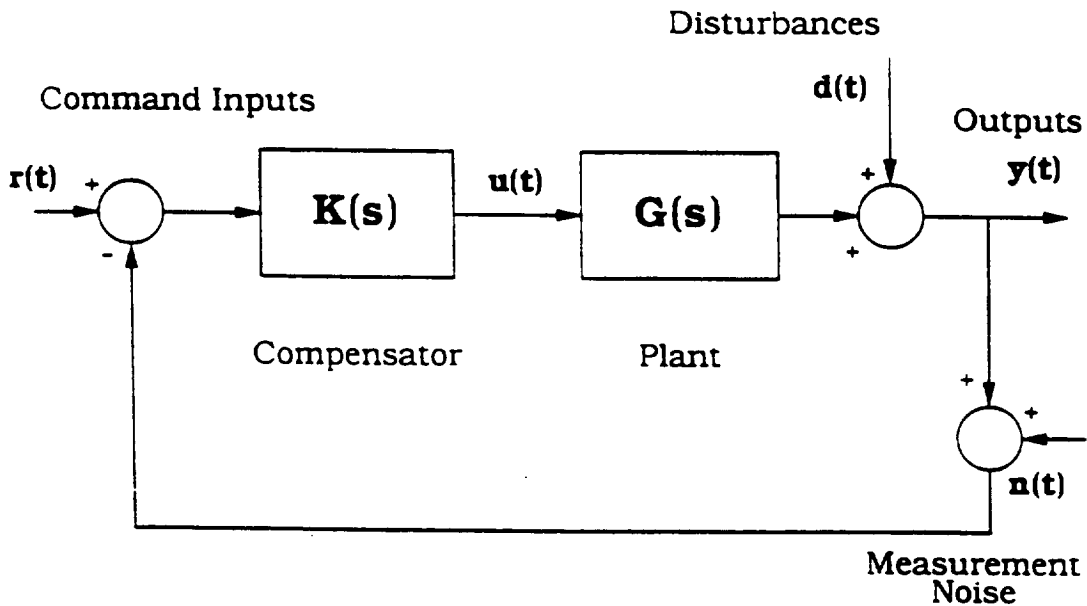 Disturbances
d(t)
Command Inputs
Outputs
r(t)
+
K(s)
u(t)
G(s)
+
y(t)
-
+
Compensator
Plant
+
+
n(t)
Measurement
Noise